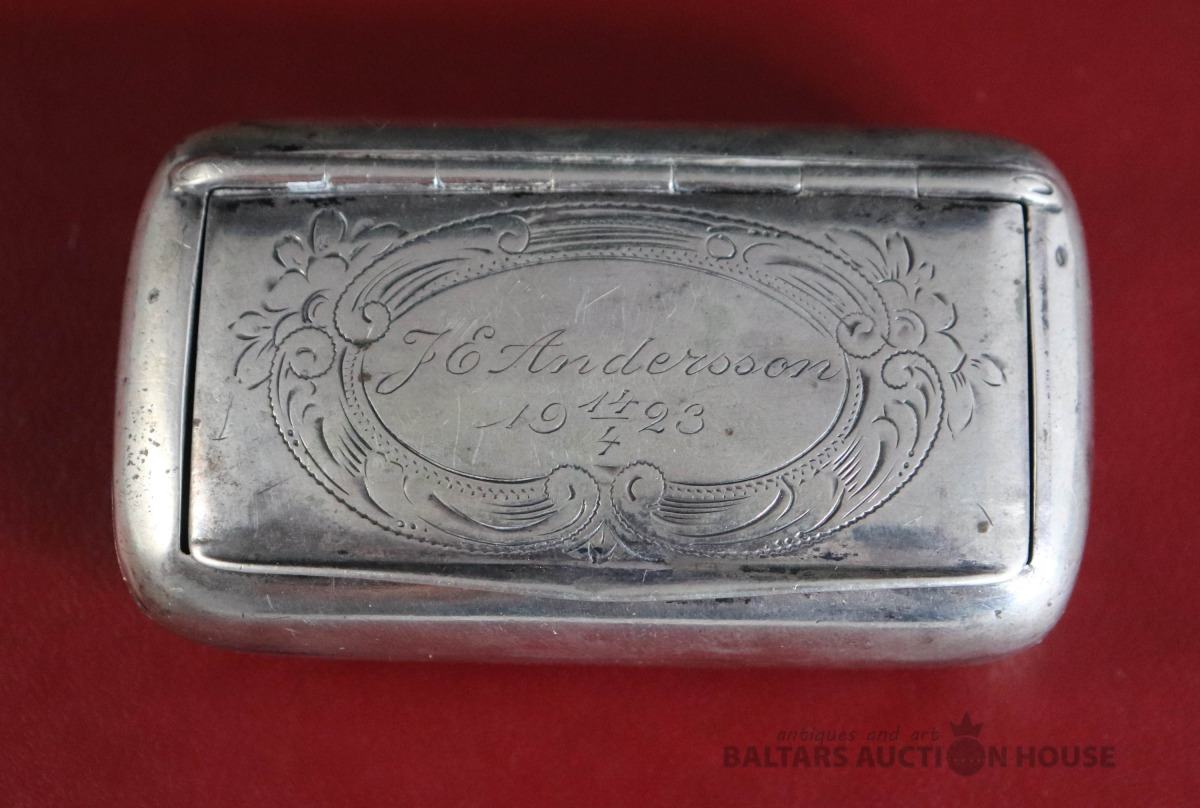 J E Andersson
19 14/4 23
antiques and art
BALTARS AUCTION HOUSE